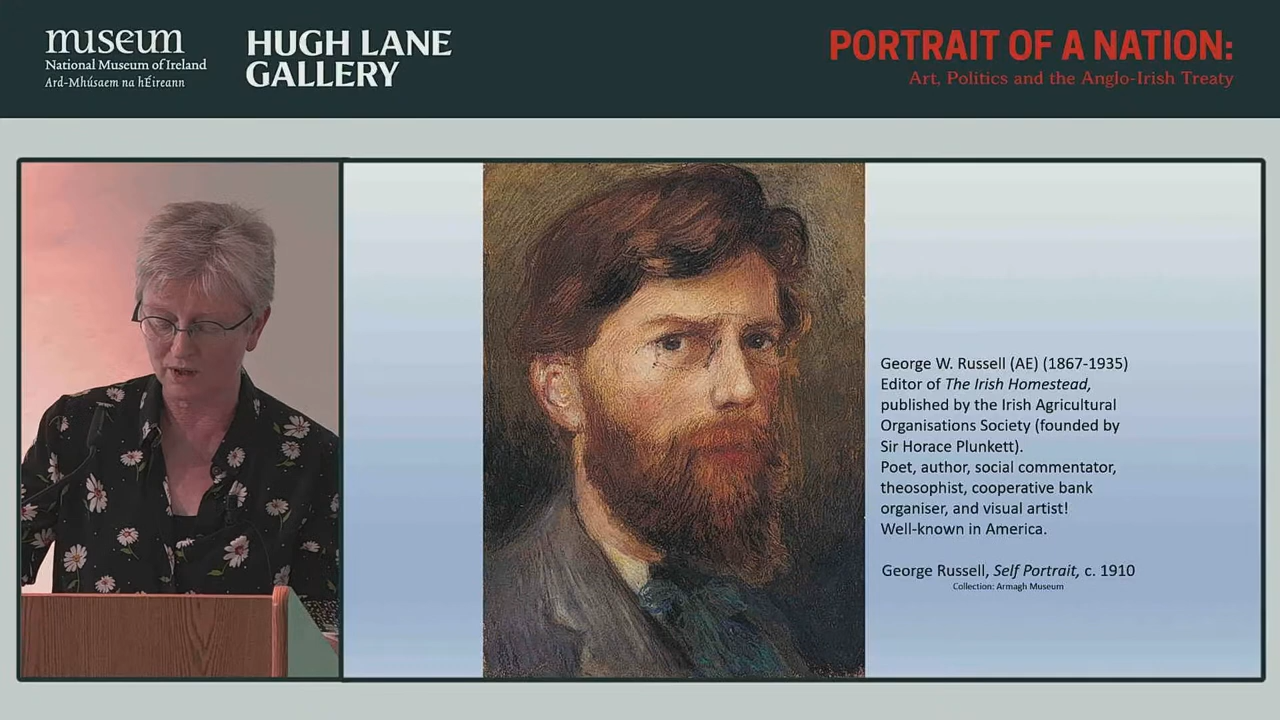 museum
National Museum of Ireland
Ard-Mhúsaem na hÉireann
HUGH LANE
GALLERY
PORTRAIT OF A NATION:
Art, Politics and the Anglo-Irish Treaty
George W. Russell (AE) (1867-1935)
Editor of The Irish Homestead,
published by the Irish Agricultural
Organisations Society (founded by
Sir Horace Plunkett).
Poet, author, social commentator,
theosophist, cooperative bank
organiser, and visual artist!
Well-known in America.
George Russell, Self Portrait, c. 1910
Collection: Armagh Museum